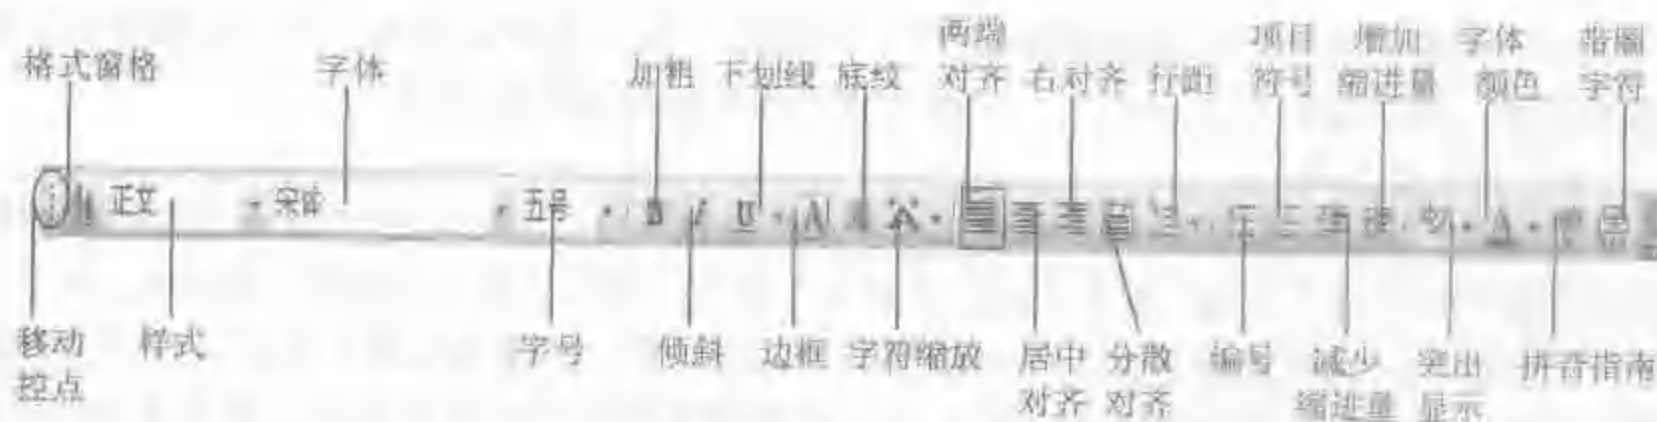 格式窗格
字体
加粗
下划线
底纹
两端
对齐
右对齐
行距
项目
符号
增加
缩进量
字体
颜色
带圈
字符
正文
宋体
五号
B
I
U
A
A
A
移动
控点
样式
字号
倾斜
边框
字符缩放
居中
对齐
分散
对齐
编号
减少
缩进量
突出
显示
拼音指南